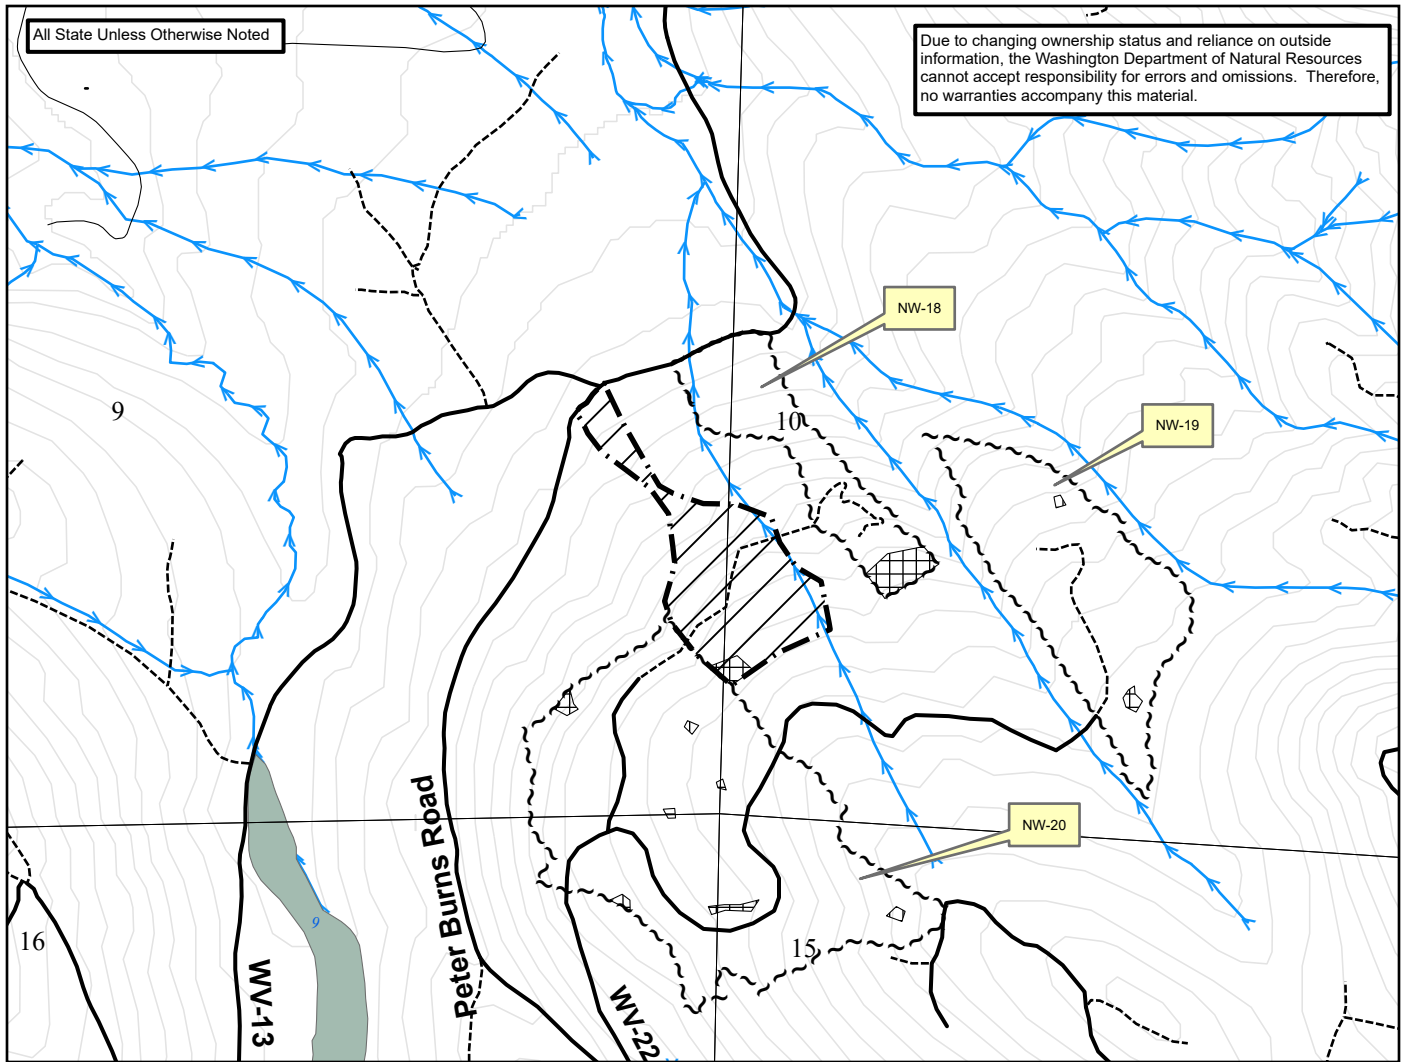 All State Unless Otherwise Noted
Due to changing ownership status and reliance on outside
information, the Washington Department of Natural Resources
cannot accept responsibility for errors and omissions. Therefore,
no warranties accompany this material.
NW-18
9
10
NW-19
NW-20
Peter Burns Road
9
16
15
WV-13
WV-22